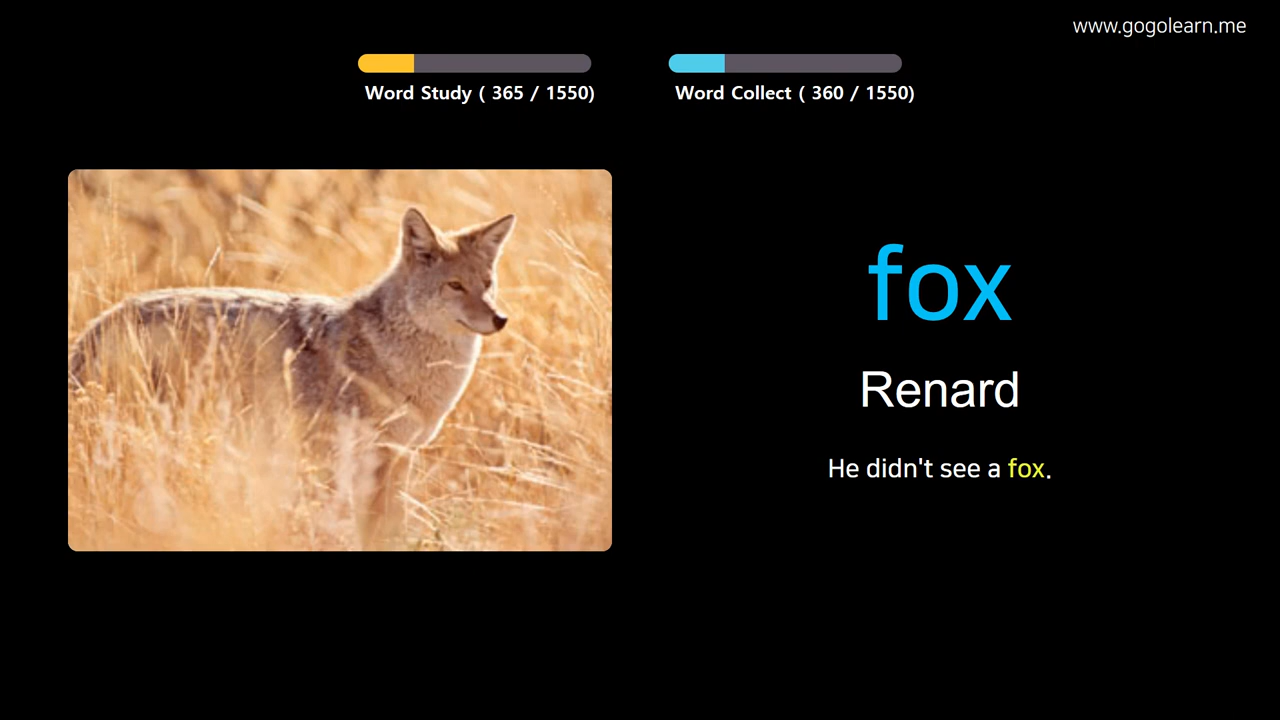 www.gogolearn.me
Word Study ( 365 / 1550)
Word Collect ( 360 / 1550)
fox
Renard
He didn't see a fox.